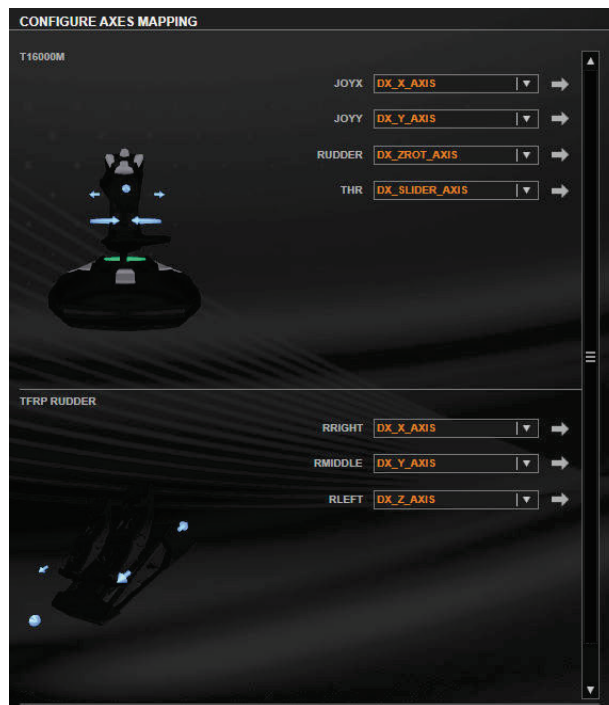 CONFIGURE AXES MAPPING
T16000M
JOYX DX_X_AXIS
JOYY DX_Y_AXIS
RUDDER DX_ZROT_AXIS
THR DX_SLIDER_AXIS
TFRP RUDDER
RRIGHT DX_X_AXIS
RMIDDLE DX_Y_AXIS
RLEFT DX_Z_AXIS